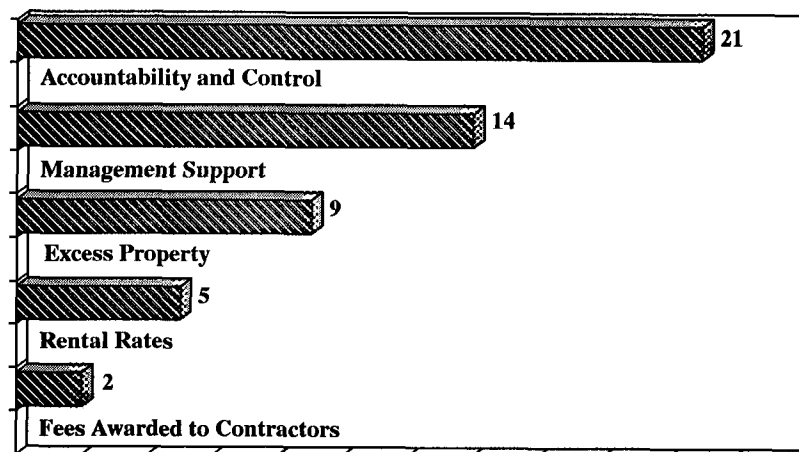 21
Accountability and Control
14
Management Support
9
Excess Property
5
Rental Rates
2
Fees Awarded to Contractors